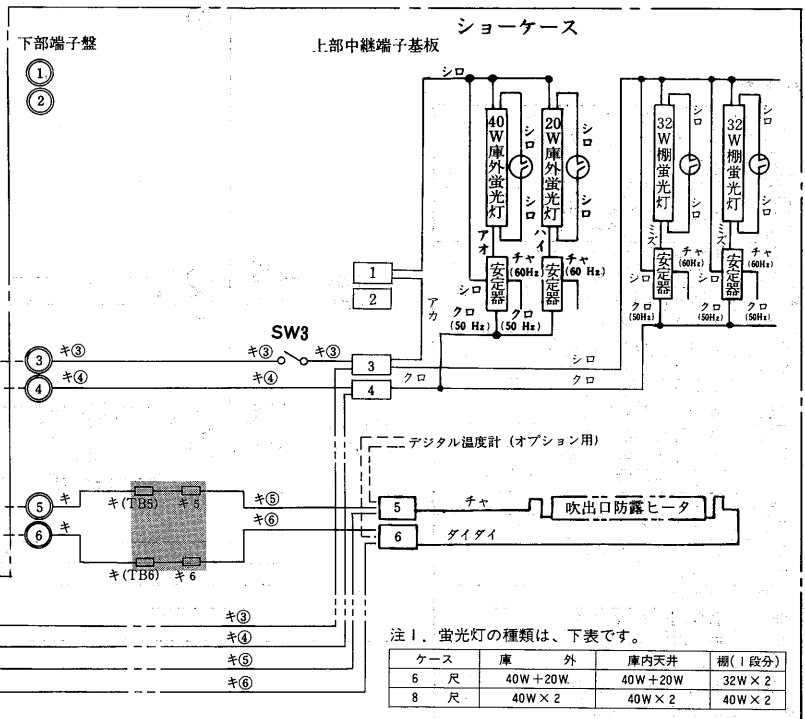 ショーケース
下部端子盤
上部中継端子基板
①
②
シロ
40W庫外蛍光灯
シロ
シロ
20W庫外蛍光灯
シロ
シロ
32W棚蛍光灯
シロ
シロ
32W棚蛍光灯
シロ
シロ
アオ
ハイ
ミズ
ミズ
安定器
チャ
(60Hz)
安定器
チャ
(60 Hz)
シロ
安定器
チャ
(60Hz)
シロ
安定器
チャ
(60Hz)
シロ
クロ
(50 Hz)
クロ
(50 Hz)
クロ
(50Hz)
クロ
(50Hz)
1
2
アカ
SW3
③
キ③
キ③
キ③
3
シロ
④
キ④
キ④
4
クロ
クロ
デジタル温度計 (オプション用)
⑤
キ
キ(TB5)
キ5
キ⑤
5
チャ
吹出口防露ヒータ
⑥
キ
キ(TB6)
キ6
キ⑥
6
ダイダイ
キ③
キ④
キ⑤
キ⑥
注1. 蛍光灯の種類は、下表です。
ケース 庫外 庫内天井 棚(1段分)
6尺 40W+20W. 40W+20W 32W×2
8尺 40W×2 40W×2 40W×2